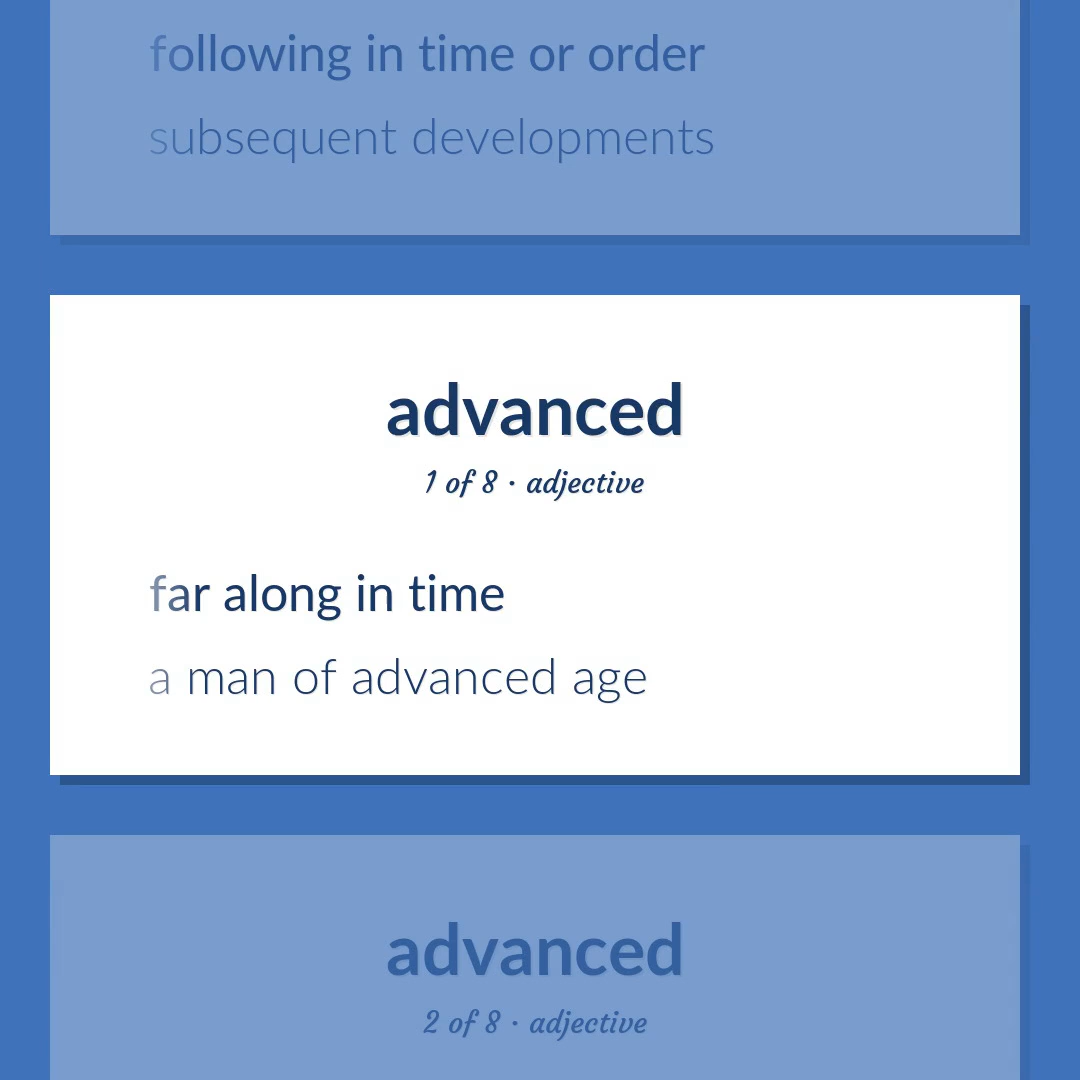 following in time or order
subsequent developments
advanced
1 of 8 · adjective
far along in time
a man of advanced age
advanced
2 of 8 · adjective